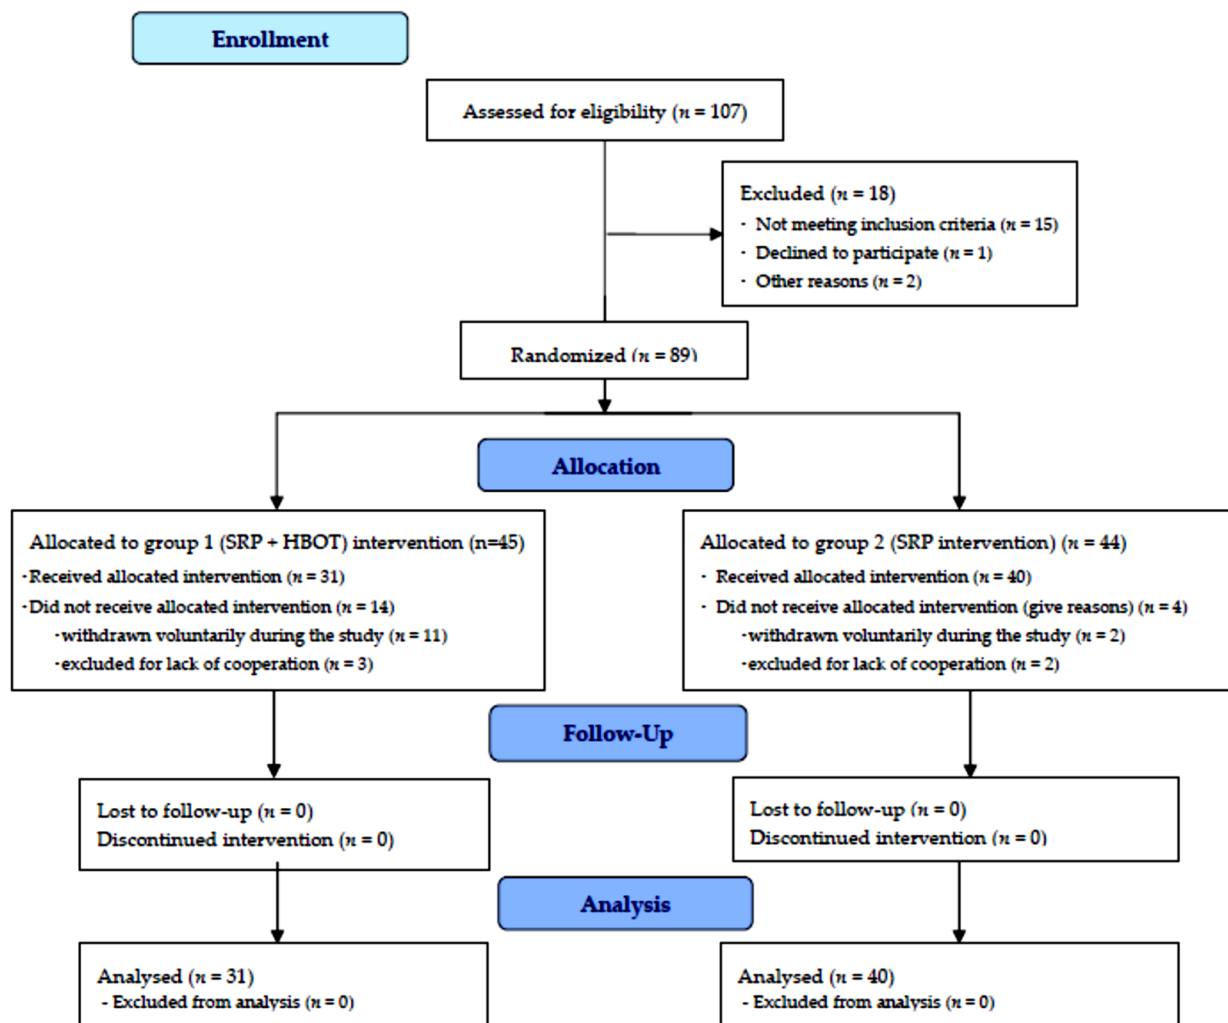 Enrollment
Assessed for eligibility (n = 107)
Excluded (n = 18)
· Not meeting inclusion criteria (n = 15)
· Declined to participate (n = 1)
· Other reasons (n = 2)
Randomized (n = 89)
Allocation
Allocated to group 1 (SRP + HBOT) intervention (n=45)
·Received allocated intervention (n = 31)
·Did not receive allocated intervention (n = 14)
·withdrawn voluntarily during the study (n = 11)
·excluded for lack of cooperation (n = 3)
Allocated to group 2 (SRP intervention) (n = 44)
· Received allocated intervention (n = 40)
· Did not receive allocated intervention (give reasons) (n = 4)
·withdrawn voluntarily during the study (n = 2)
·excluded for lack of cooperation (n = 2)
Follow-Up
Lost to follow-up (n = 0)
Discontinued intervention (n = 0)
Lost to follow-up (n = 0)
Discontinued intervention (n = 0)
Analysis
Analysed (n = 31)
- Excluded from analysis (n = 0)
Analysed (n = 40)
- Excluded from analysis (n = 0)